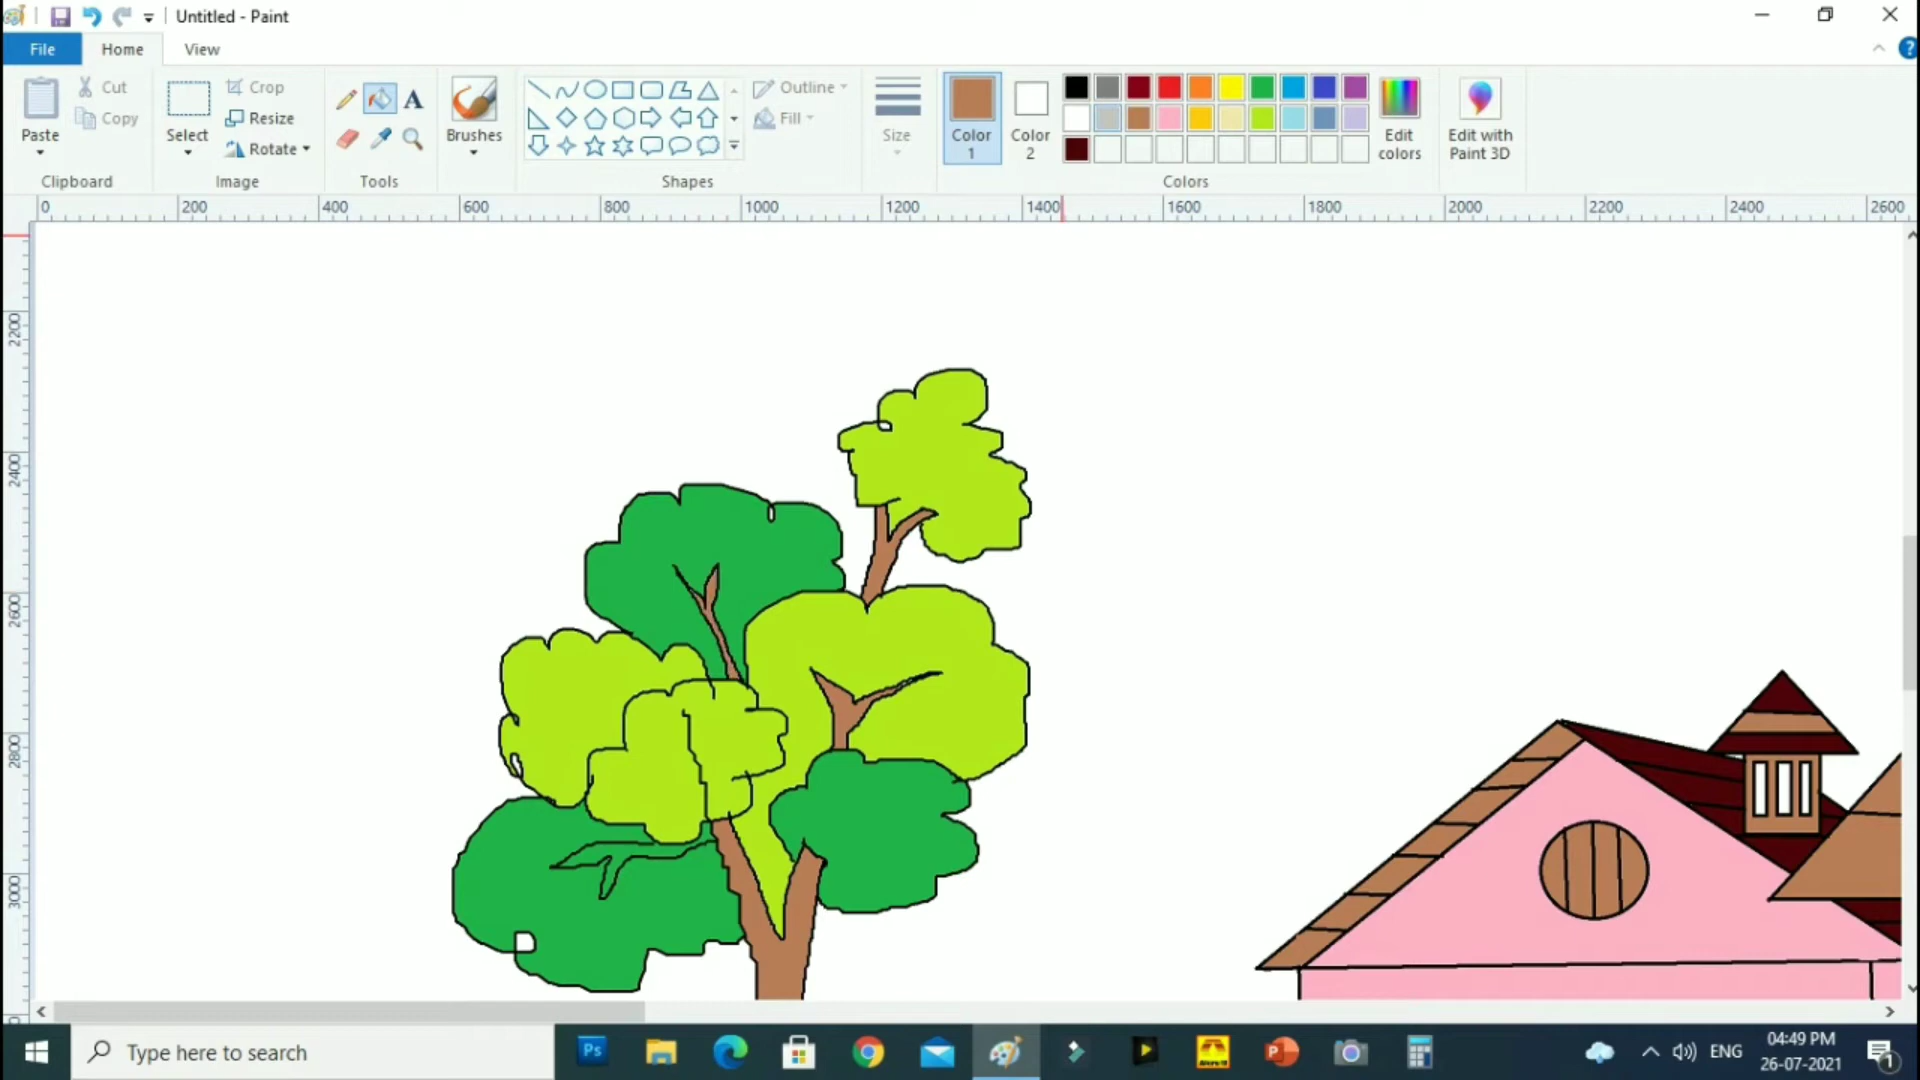 Untitled - Paint
File Home View
Paste
Cut
Copy
Clipboard
Select
Crop
Resize
Rotate
Image
A
Tools
Brushes
Shapes
Outline
Fill
Size
Color 1
Color 2
Colors
Edit colors
Edit with Paint 3D
?
0 200 400 600 800 1000 1200 1400 1600 1800 2000 2200 2400 2600
2200
2400
2600
2800
3000
Type here to search
Ps
P
ENG
04:49 PM
26-07-2021
1